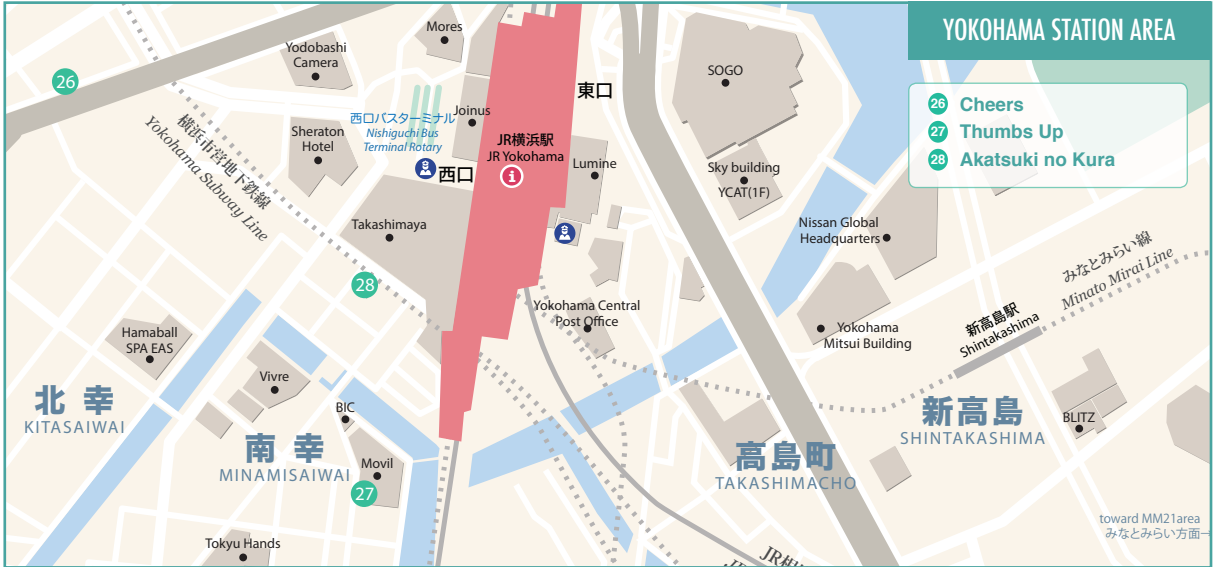 YOKOHAMA STATION AREA
26 Cheers
27 Thumbs Up
28 Akatsuki no Kura
Mores
Yodobashi
Camera
26
SOGO
東口
西口バスターミナル
Nishiguchi Bus
Terminal Rotary
Joinus
Sheraton
Hotel
JR横浜駅
JR Yokohama
i
Lumine
西口
横浜市営地下鉄線
Yokohama Subway Line
Sky building
YCAT(1F)
Takashimaya
Nissan Global
Headquarters
みなとみらい線
Minato Mirai Line
28
Yokohama Central
Post Office
Yokohama
Mitsui Building
新高島駅
Shintakashima
Hamaball
SPA EAS
Vivre
BIC
北幸
KITASAIWAI
新高島
SHINTAKASHIMA
BLITZ
南幸
MINAMISAIWAI
高島町
TAKASHIMACHO
Movil
27
Tokyu Hands
toward MM21area
みなとみらい方面→